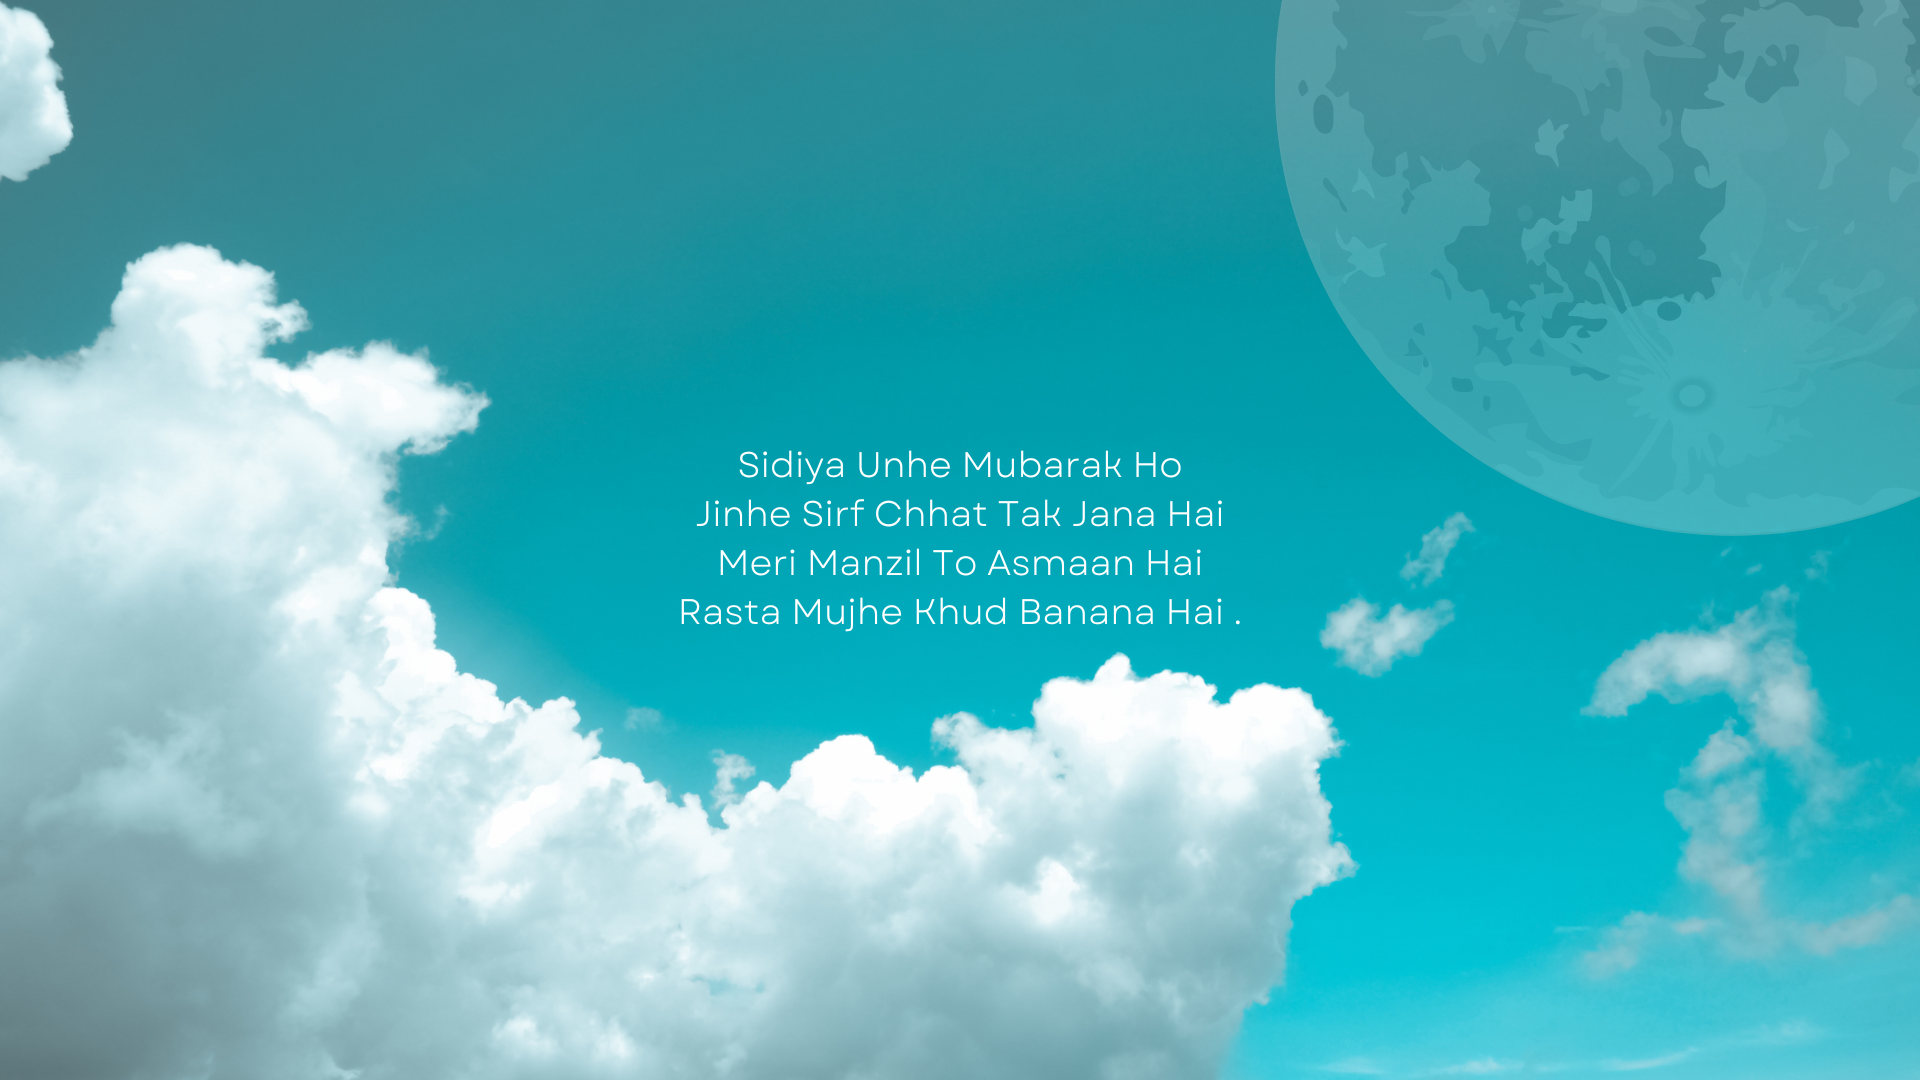 Sidiya Unhe Mubarak Ho
Jinhe Sirf Chhat Tak Jana Hai
Meri Manzil To Asmaan Hai
Rasta Mujhe Khud Banana Hai .